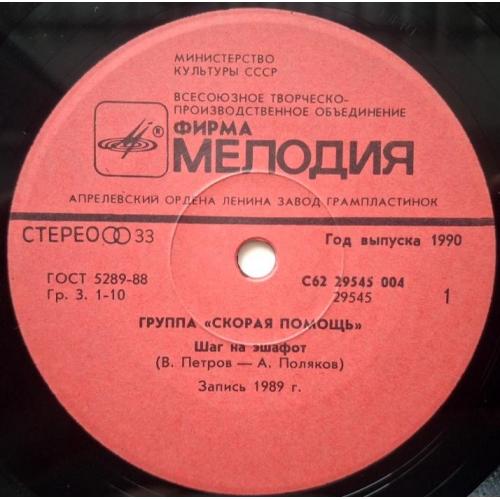 МИНИСТЕРСТВО
КУЛЬТУРЫ СССР
ВСЕСОЮЗНОЕ ТВОРЧЕСКО-
ПРОИЗВОДСТВЕННОЕ ОБЪЕДИНЕНИЕ
ФИРМА
® МЕЛОДИЯ
АПРЕЛЕВСКИЙ ОРДЕНА ЛЕНИНА ЗАВОД ГРАМПЛАСТИНОК
СТЕРЕО 33
Год выпуска 1990
ГОСТ 5289-88
Гр. 3. 1-10
С62 29545 004
29545
1
ГРУППА «СКОРАЯ ПОМОЩЬ»
Шаг на эшафот
(В. Петров — А. Поляков)
Запись 1989 г.